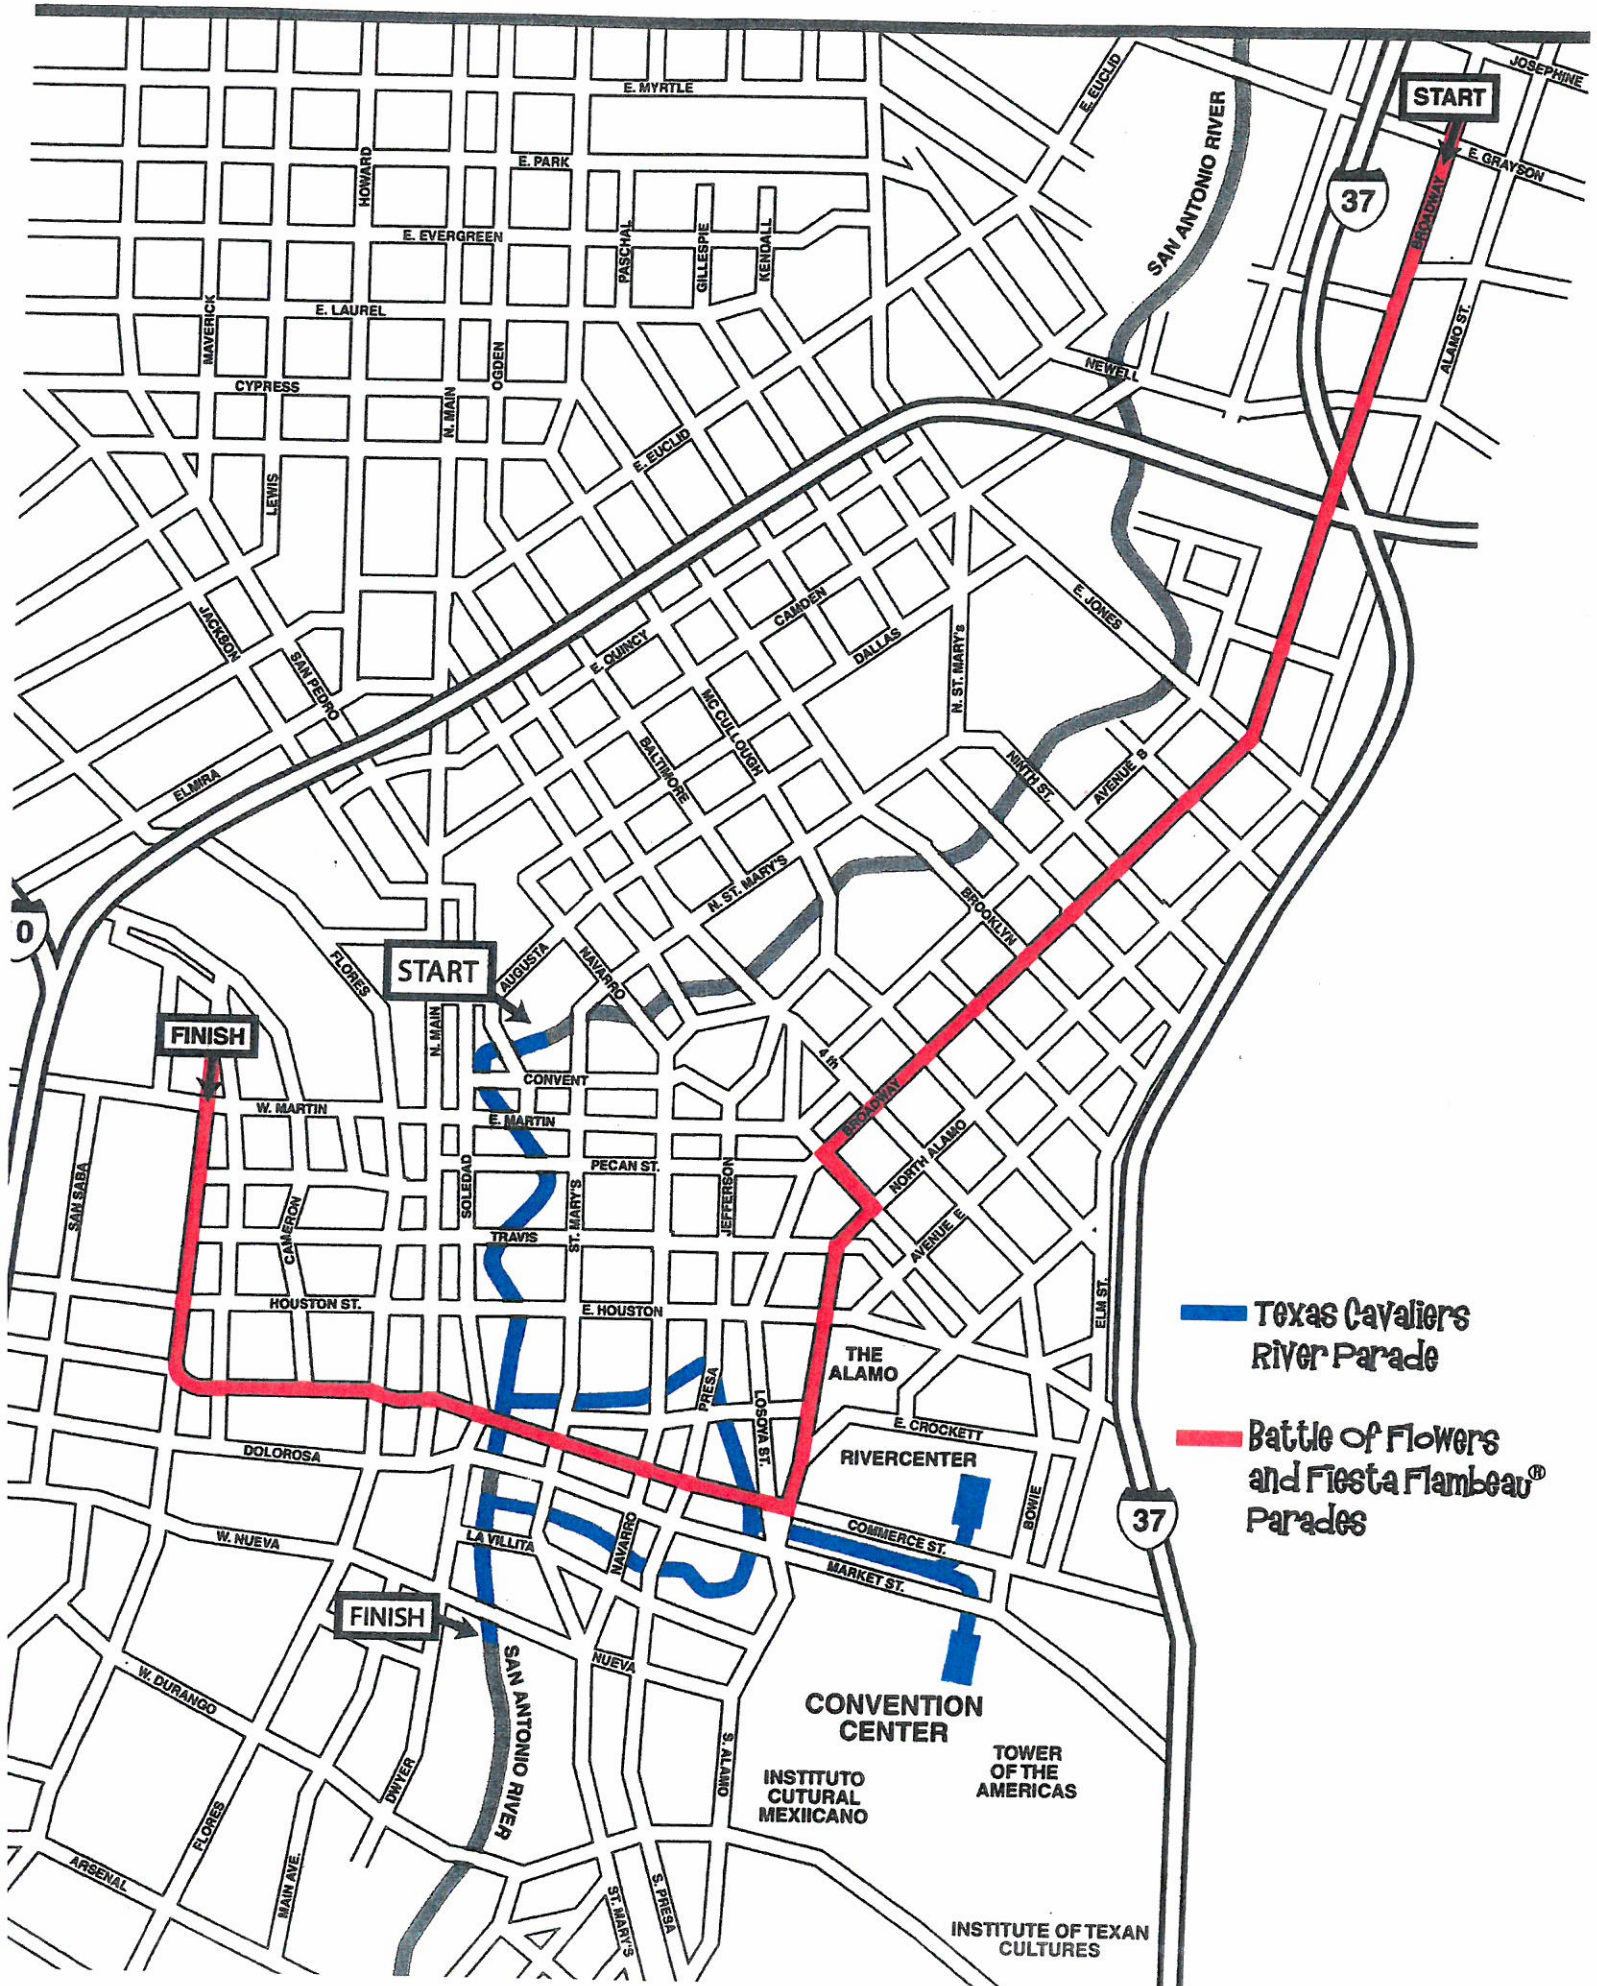 JOSEPHINE
START
E. GRAYSON
37
BROADWAY
ALAMO ST.
E. EUCLID
SAN ANTONIO RIVER
E. MYRTLE
HOWARD
E. PARK
PASCHAL
GILLESPIE
KENDALL
E. EVERGREEN
MAVERICK
E. LAUREL
OGDEN
NEWELL
CYPRESS
N. MAIN
E. EUCLID
LEWIS
JACKSON
SAN PEDRO
CAMDEN
E. QUINCY
DALLAS
N. ST. MARY's
E. JONES
MC CULLOUGH
BALTIMORE
NINTH ST.
AVENUE B
ELMIRA
N. ST. MARY'S
BROOKLYN
0
FLORES
START
AUGUSTA
NAVARRO
FINISH
N. MAIN
CONVENT
4 th
BROADWAY
W. MARTIN
E. MARTIN
NORTH ALAMO
PECAN ST.
SAN SABA
CAMERON
SOLEDAD
ST. MARY'S
JEFFERSON
TRAVIS
AVENUE E
HOUSTON ST.
E. HOUSTON
ELM ST.
Texas Cavaliers
River Parade
THE
ALAMO
PRESA
LOSOYA ST.
E. CROCKETT
DOLOROSA
RIVERCENTER
Battle of Flowers
and Fiesta Flambeau®
Parades
BOWIE
37
W. NUEVA
LA VILLITA
NAVARRO
COMMERCE ST.
MARKET ST.
FINISH
NUEVA
SAN ANTONIO RIVER
W. DURANGO
CONVENTION
CENTER
S. ALAMO
DWYER
TOWER
OF THE
AMERICAS
INSTITUTO
CUTURAL
MEXIICANO
FLORES
ARSENAL
MAIN AVE.
ST. MARY'S
S. PRESA
INSTITUTE OF TEXAN
CULTURES